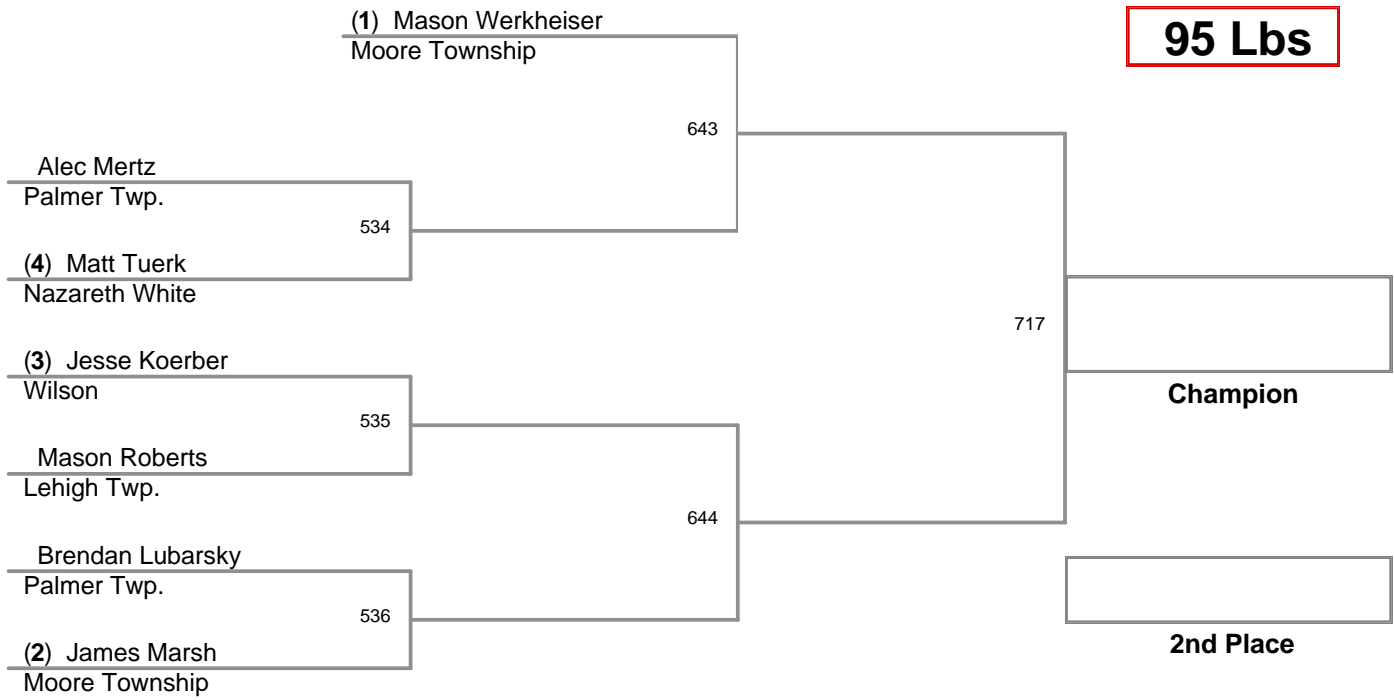 (1) Mason Werkheiser
95 Lbs
Moore Township
643
Alec Mertz
Palmer Twp.
534
(4) Matt Tuerk
Nazareth White
717
(3) Jesse Koerber
Wilson
Champion
535
Mason Roberts
Lehigh Twp.
644
Brendan Lubarsky
Palmer Twp.
536
2nd Place
(2) James Marsh
Moore Township